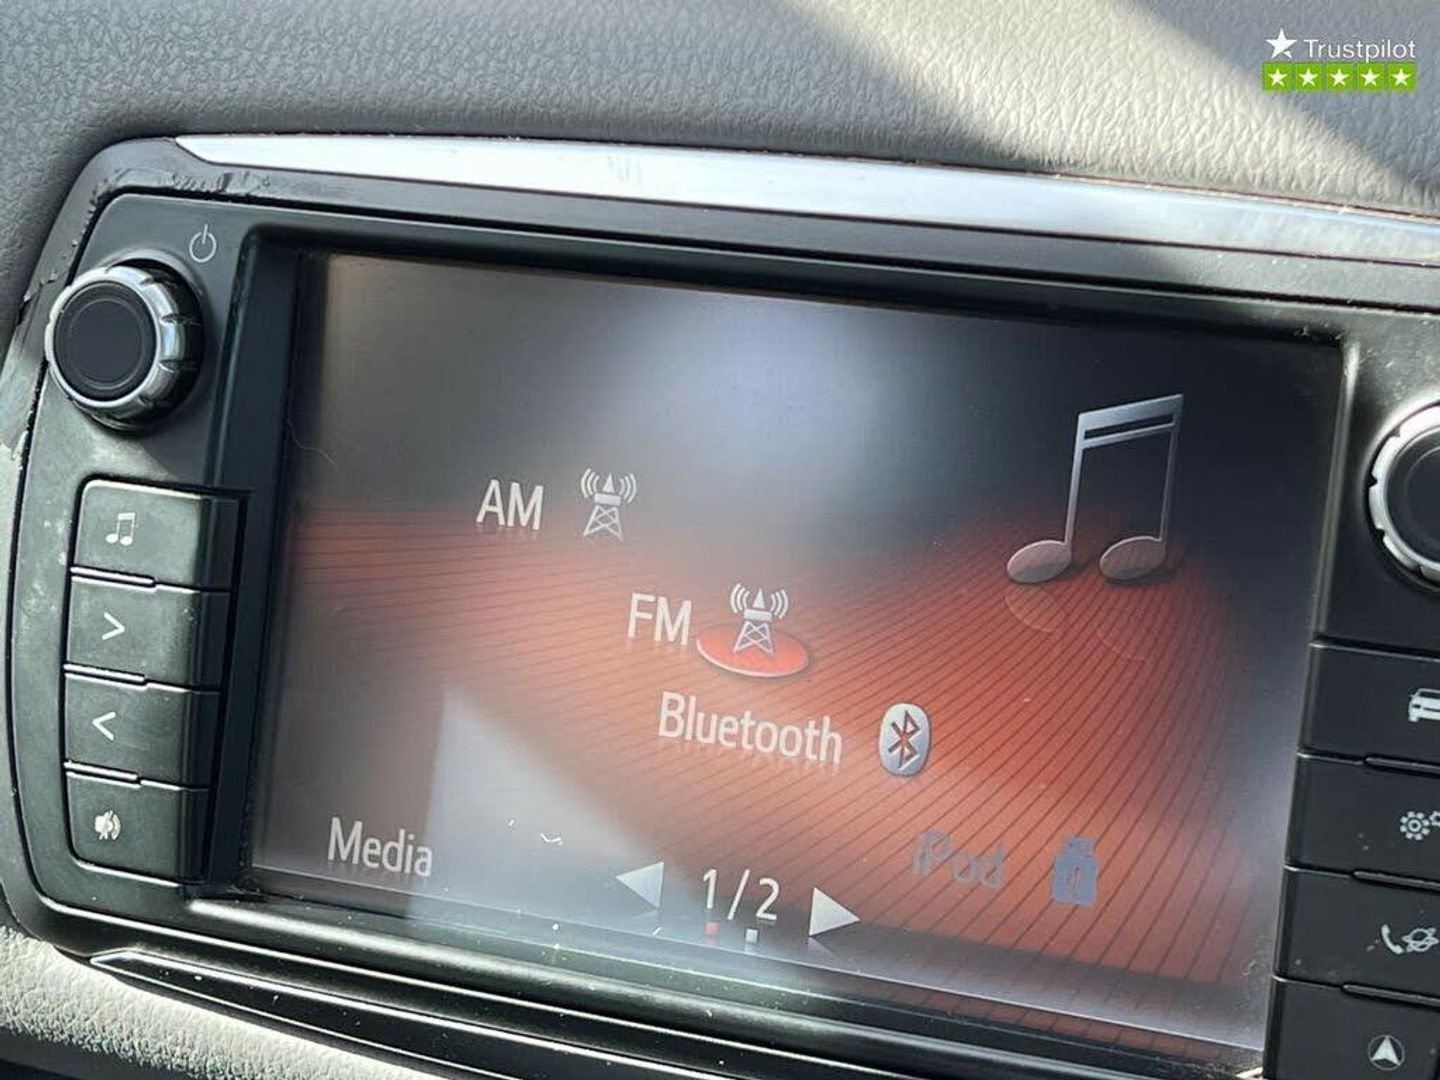 Trustpilot
AM
FM
Bluetooth
iPod
Media
1/2